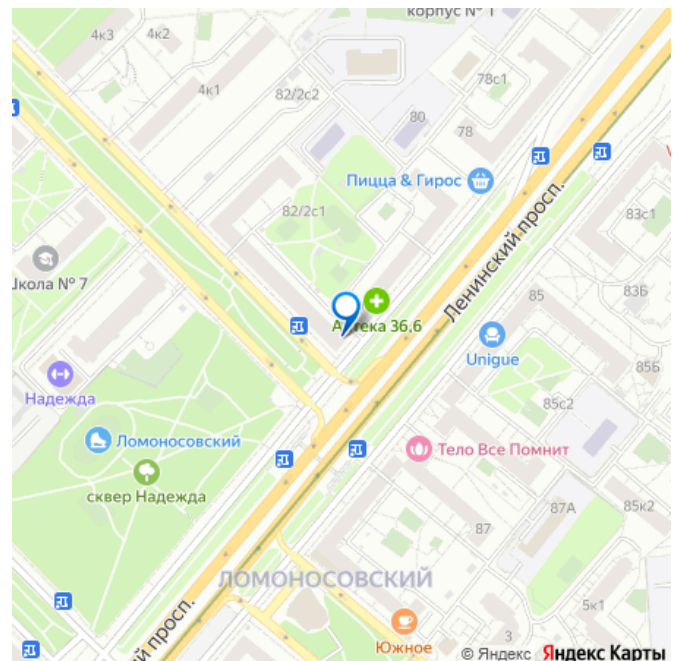 корпус № 1
4к3
4к2
4к1
82/2с2
78с1
80
78
Пицца & Гирос
82/2с1
83с1
Школа № 7
Ленинский просп.
85
83Б
Аптека 36,6
Unigue
85Б
Надежда
85с2
Ломоносовский
Тело Все Помнит
сквер Надежда
87
87А
85к2
ЛОМОНОСОВСКИЙ
5к1
3
Южное
просп.
© Яндекс Яндекс Карты